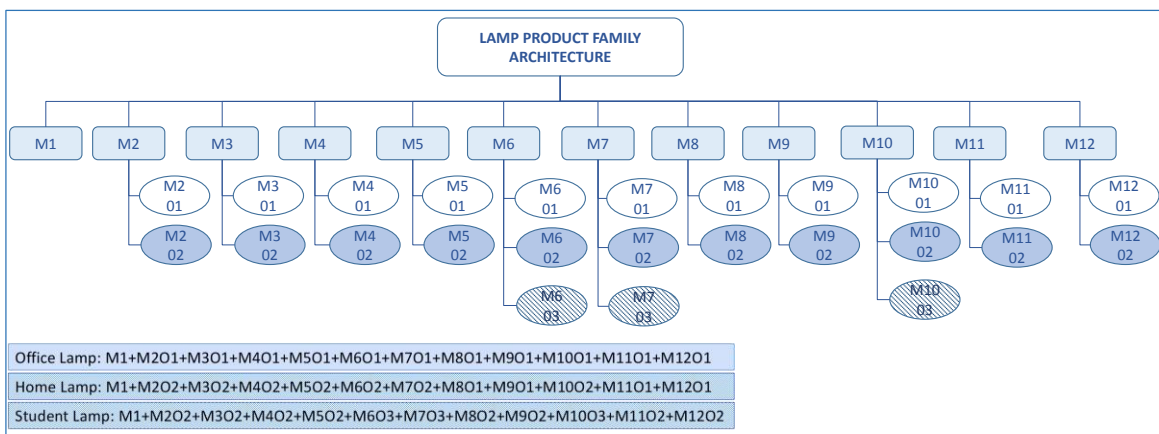 LAMP PRODUCT FAMILY
ARCHITECTURE
M1 M2 M3 M4 M5 M6 M7 M8 M9 M10 M11 M12
M2 M3 M4 M5 M6 M7 M8 M9 M10 M11 M12
01 01 01 01 01 01 01 01 01 01 01
M2 M3 M4 M5 M6 M7 M8 M9 M10 M11 M12
02 02 02 02 02 02 02 02 02 02 02
M6 M7 M10
03 03 03
Office Lamp: M1+M2O1+M3O1+M4O1+M5O1+M6O1+M7O1+M8O1+M9O1+M10O1+M11O1+M12O1
Home Lamp: M1+M2O2+M3O2+M4O2+M5O2+M6O2+M7O2+M8O1+M9O1+M10O2+M11O1+M12O1
Student Lamp: M1+M2O2+M3O2+M4O2+M5O2+M6O3+M7O3+M8O2+M9O2+M10O3+M11O2+M12O2